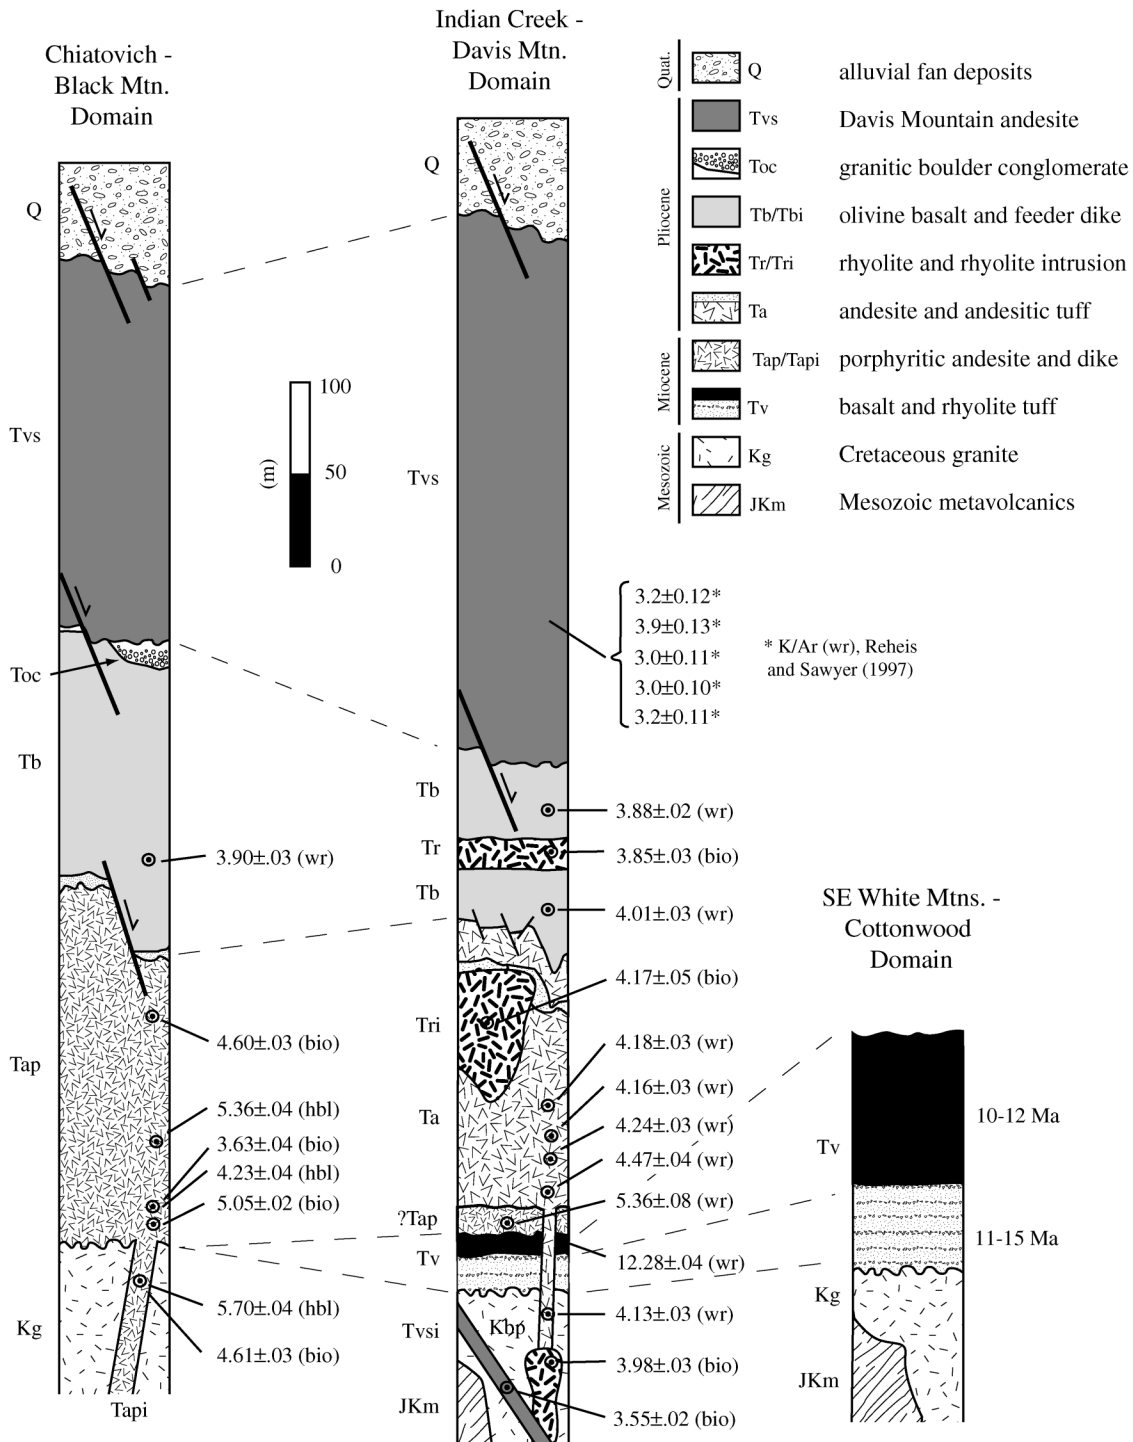 Chiatovich -
Black Mtn.
Domain
Q
Tvs
Toc
Tb
Tap
Kg
Tapi
3.90±.03 (wr)
4.60±.03 (bio)
5.36±.04 (hbl)
3.63±.04 (bio)
4.23±.04 (hbl)
5.05±.02 (bio)
5.70±.04 (hbl)
4.61±.03 (bio)
100
50
0
(m)
Indian Creek -
Davis Mtn.
Domain
Q
Tvs
Tb
Tr
Tb
Tri
Ta
?Tap
Tv
Tvsi
Kbp
JKm
3.2±0.12*
3.9±0.13*
3.0±0.11*
3.0±0.10*
3.2±0.11*
* K/Ar (wr), Reheis
and Sawyer (1997)
3.88±.02 (wr)
3.85±.03 (bio)
4.01±.03 (wr)
4.17±.05 (bio)
4.18±.03 (wr)
4.16±.03 (wr)
4.24±.03 (wr)
4.47±.04 (wr)
5.36±.08 (wr)
12.28±.04 (wr)
4.13±.03 (wr)
3.98±.03 (bio)
3.55±.02 (bio)
Quat.
Pliocene
Miocene
Mesozoic
Q alluvial fan deposits
Tvs Davis Mountain andesite
Toc granitic boulder conglomerate
Tb/Tbi olivine basalt and feeder dike
Tr/Tri rhyolite and rhyolite intrusion
Ta andesite and andesitic tuff
Tap/Tapi porphyritic andesite and dike
Tv basalt and rhyolite tuff
Kg Cretaceous granite
JKm Mesozoic metavolcanics
SE White Mtns. -
Cottonwood
Domain
Tv
Kg
JKm
10-12 Ma
11-15 Ma